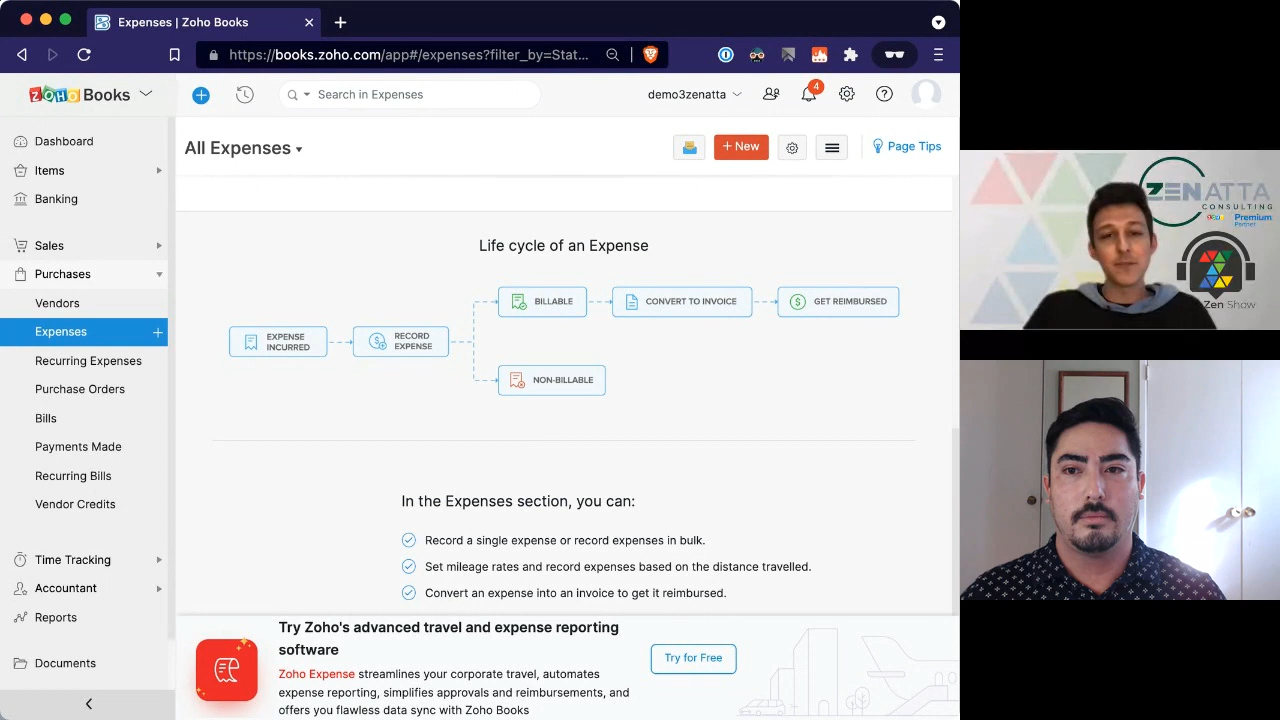 Expenses | Zoho Books
https://books.zoho.com/app#/expenses?filter_by=Stat...
ZOHO Books
Search in Expenses
demo3zenatta
4
Dashboard
Items
Banking
Sales
Purchases
Vendors
Expenses
Recurring Expenses
Purchase Orders
Bills
Payments Made
Recurring Bills
Vendor Credits
Time Tracking
Accountant
Reports
Documents
All Expenses
+ New
Page Tips
Life cycle of an Expense
EXPENSE
INCURRED
RECORD
EXPENSE
BILLABLE
CONVERT TO INVOICE
GET REIMBURSED
NON-BILLABLE
In the Expenses section, you can:
Record a single expense or record expenses in bulk.
Set mileage rates and record expenses based on the distance travelled.
Convert an expense into an invoice to get it reimbursed.
Try Zoho's advanced travel and expense reporting
software
Zoho Expense streamlines your corporate travel, automates
expense reporting, simplifies approvals and reimbursements, and
offers you flawless data sync with Zoho Books
Try for Free
ZENATTA
CONSULTING
Premium
Partner
Zen Show